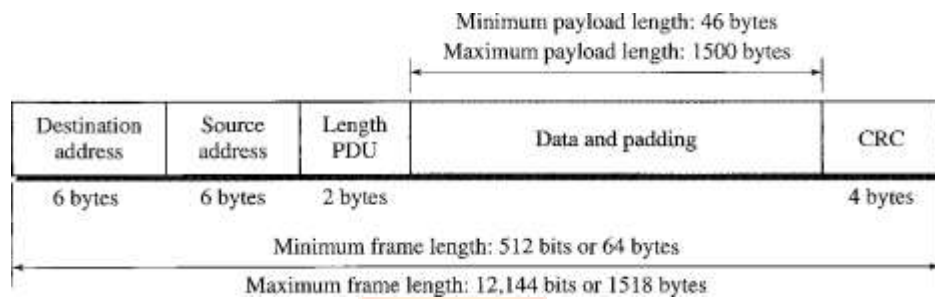 Minimum payload length: 46 bytes
Maximum payload length: 1500 bytes
Destination address
Source address
Length PDU
Data and padding
CRC
6 bytes
6 bytes
2 bytes
4 bytes
Minimum frame length: 512 bits or 64 bytes
Maximum frame length: 12,144 bits or 1518 bytes